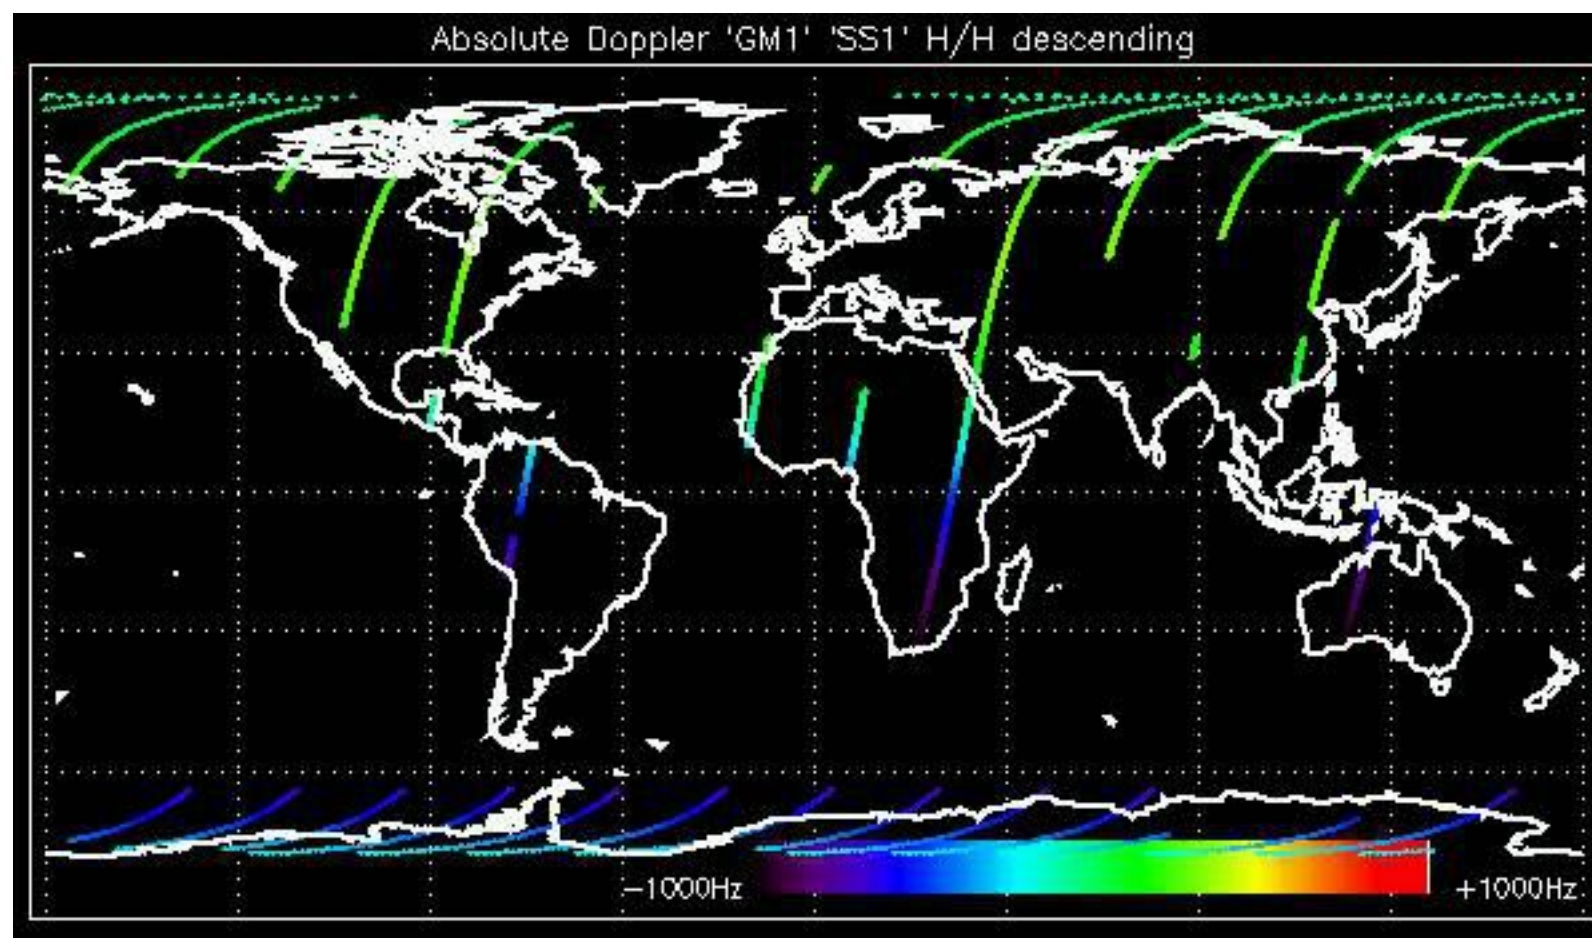 Absolute Doppler 'GM1' 'SS1' H/H descending
-1000Hz
+1000Hz